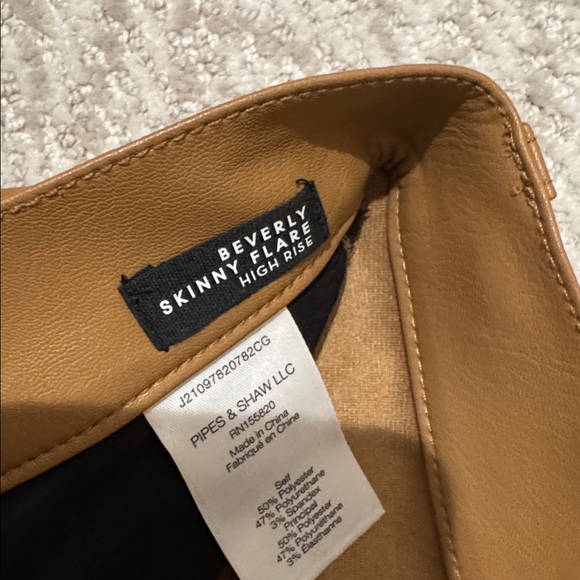 BEVERLY
SKINNY FLARE
HIGH RISE
J21097820782CG
PIPES & SHAW LLC
RN155820
Made in China
Fabriqué en Chine
Self
50% Polyester
47% Polyurethane
3% Spandex
Principal
50% Polyester
47% Polyuréthane
3% Élasthanne